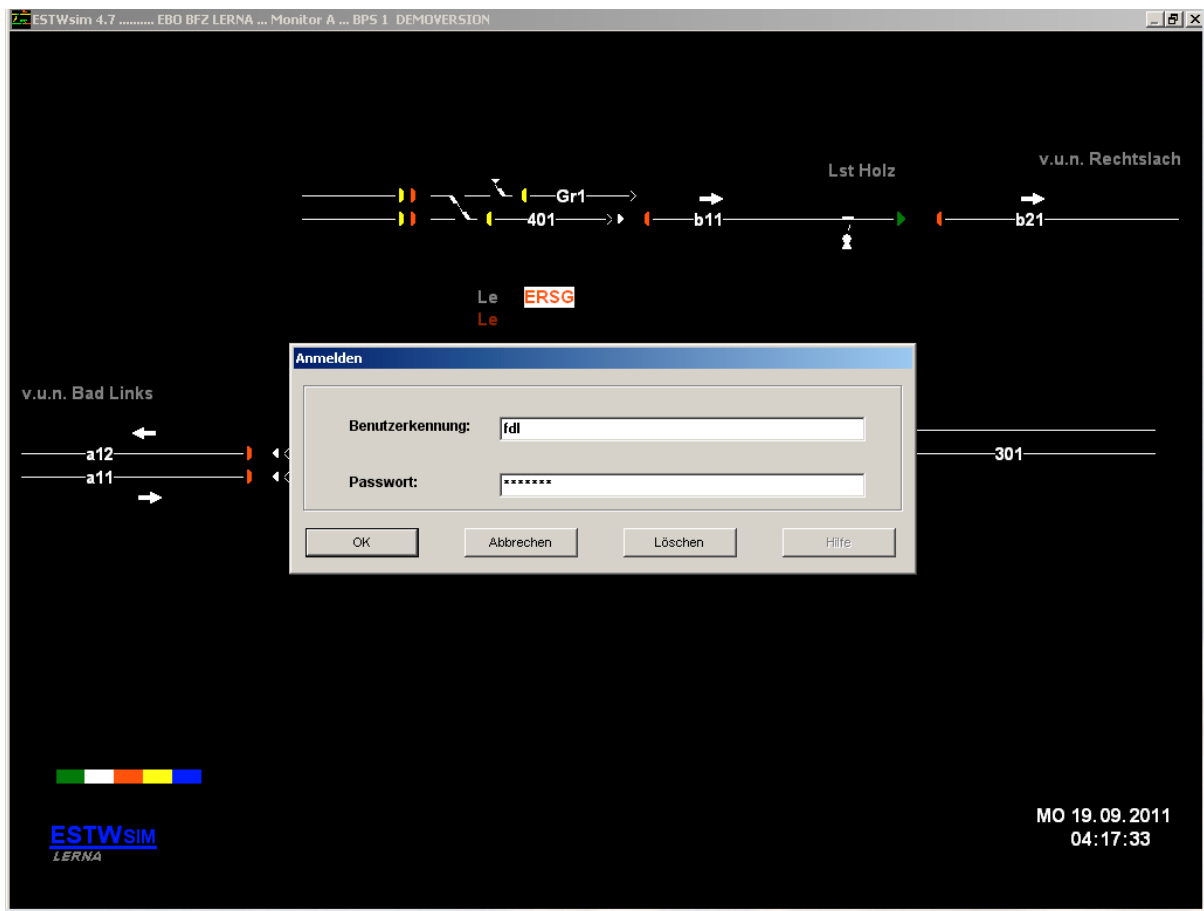 ESTWsim 4.7 .......... EBO BFZ LERNA ... Monitor A ... BPS 1 DEMOVERSION
v.u.n. Rechtslach
Lst Holz
Gr1
401
b11
b21
Le ERSG
Le
Anmelden
v.u.n. Bad Links
Benutzerkennung: fdl
a12
301
a11
Passwort: *******
OK Abbrechen Löschen Hilfe
MO 19.09.2011
04:17:33
ESTWSIM
LERNA